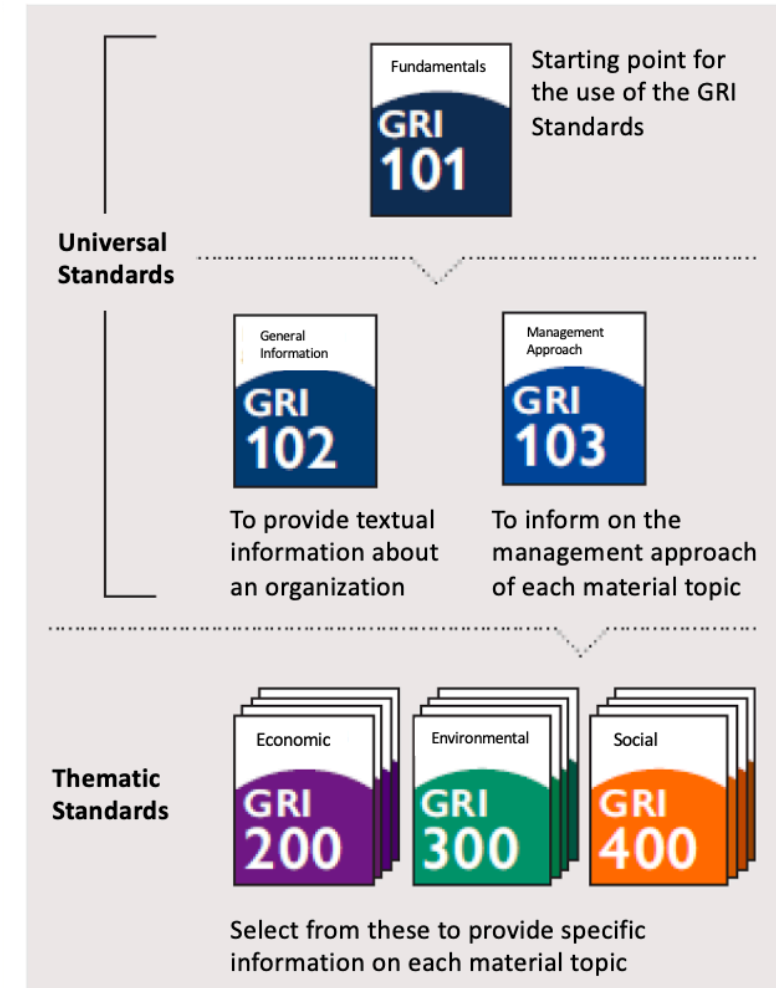 Fundamentals
GRI
101
Starting point for
the use of the GRI
Standards
Universal
Standards
General
Information
GRI
102
To provide textual
information about
an organization
Management
Approach
GRI
103
To inform on the
management approach
of each material topic
Thematic
Standards
Economic
GRI
200
Environmental
GRI
300
Social
GRI
400
Select from these to provide specific
information on each material topic